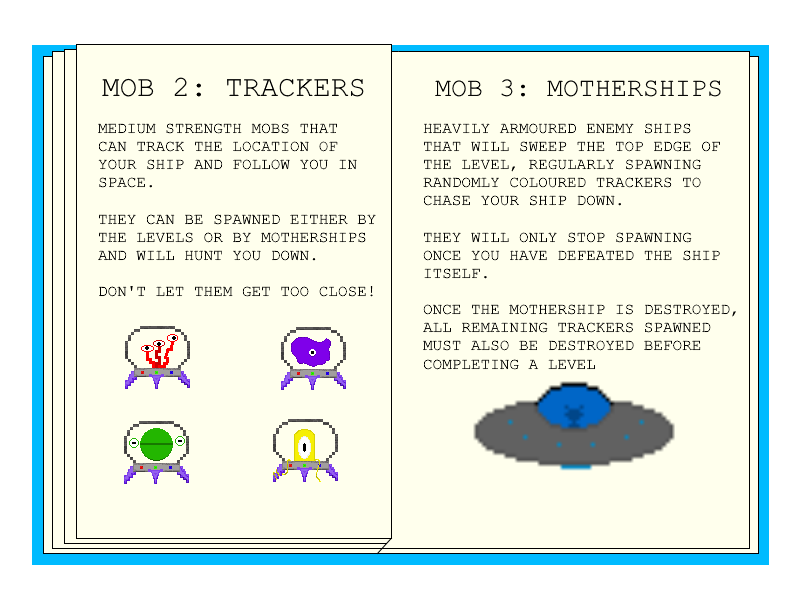 MOB 2: TRACKERS
MEDIUM STRENGTH MOBS THAT
CAN TRACK THE LOCATION OF
YOUR SHIP AND FOLLOW YOU IN
SPACE.
THEY CAN BE SPAWNED EITHER BY
THE LEVELS OR BY MOTHERSHIPS
AND WILL HUNT YOU DOWN.
DON'T LET THEM GET TOO CLOSE!
MOB 3: MOTHERSHIPS
HEAVILY ARMOURED ENEMY SHIPS
THAT WILL SWEEP THE TOP EDGE OF
THE LEVEL, REGULARLY SPAWNING
RANDOMLY COLOURED TRACKERS TO
CHASE YOUR SHIP DOWN.
THEY WILL ONLY STOP SPAWNING
ONCE YOU HAVE DEFEATED THE SHIP
ITSELF.
ONCE THE MOTHERSHIP IS DESTROYED,
ALL REMAINING TRACKERS SPAWNED
MUST ALSO BE DESTROYED BEFORE
COMPLETING A LEVEL